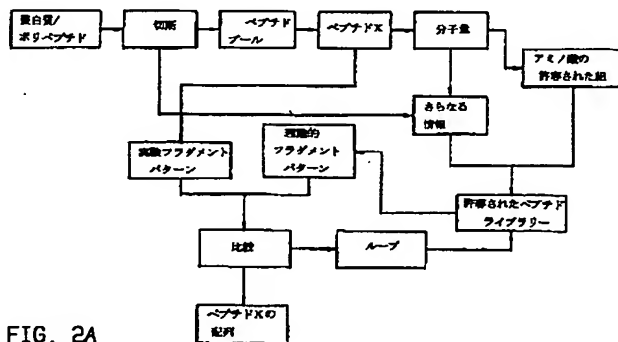 蛋白質/
ポリペプチド
切断
ペプチド
プール
ペプチドX
分子量
アミノ酸の
許容された組
さらなる
情報
実験フラグメント
パターン
理論的
フラグメント
パターン
許容されたペプチド
ライブラリー
比較
ループ
ペプチドXの
配列
FIG. 2A